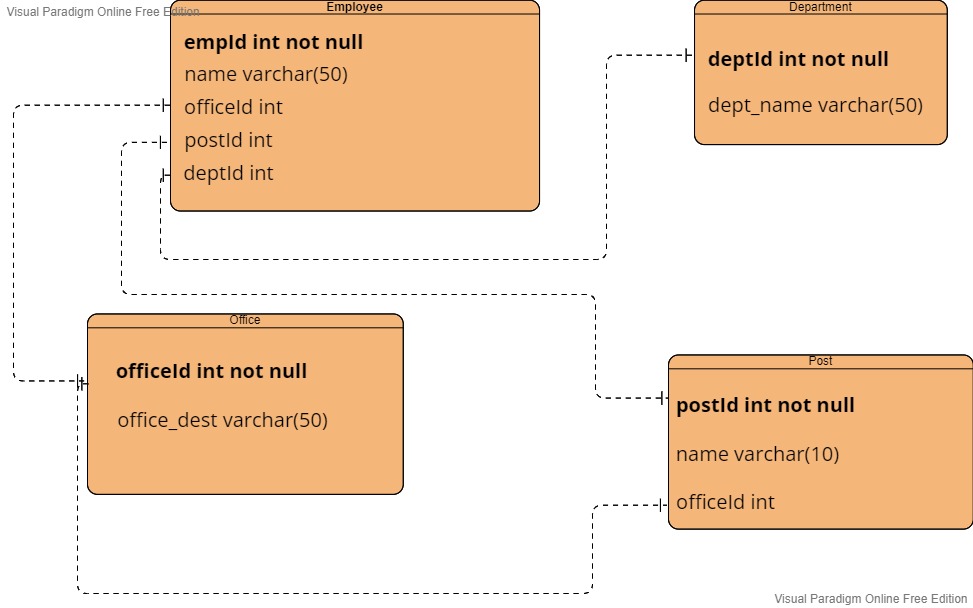 Visual Paradigm Online Free Edition
Employee
empId int not null
name varchar(50)
officeId int
postId int
deptId int
Department
deptId int not null
dept_name varchar(50)
Office
officeId int not null
office_dest varchar(50)
Post
postId int not null
name varchar(10)
officeId int
Visual Paradigm Online Free Edition